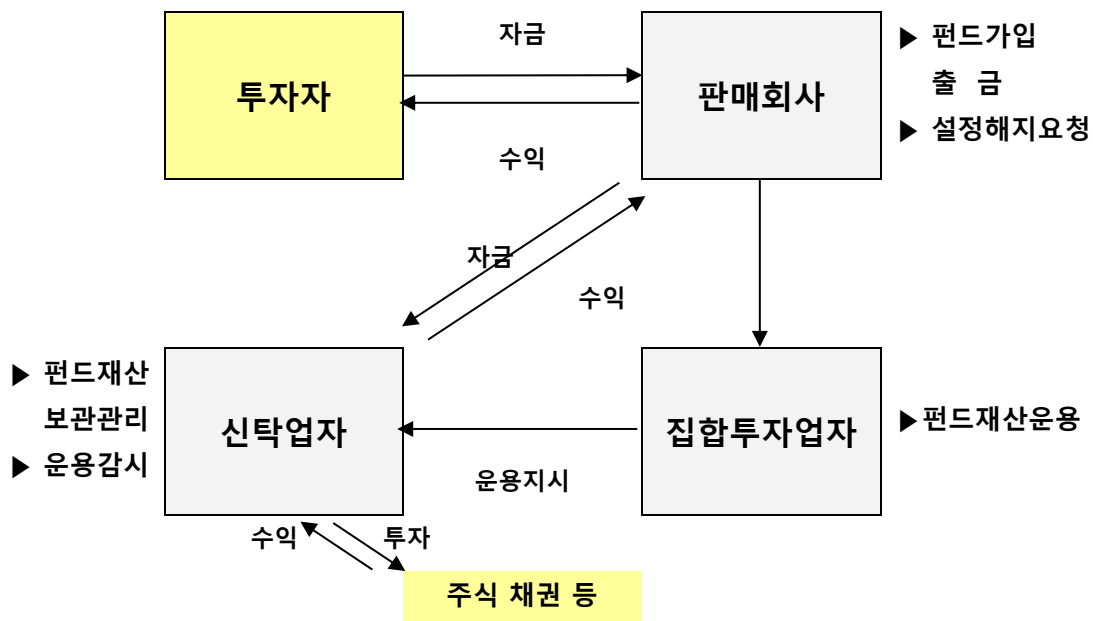 자금
투자자
판매회사
▶ 펀드가입
출 금
▶ 설정해지요청
수익
자금
수익
▶ 펀드재산
보관관리
▶ 운용감시
신탁업자
집합투자업자
▶펀드재산운용
운용지시
수익
투자
주식 채권 등